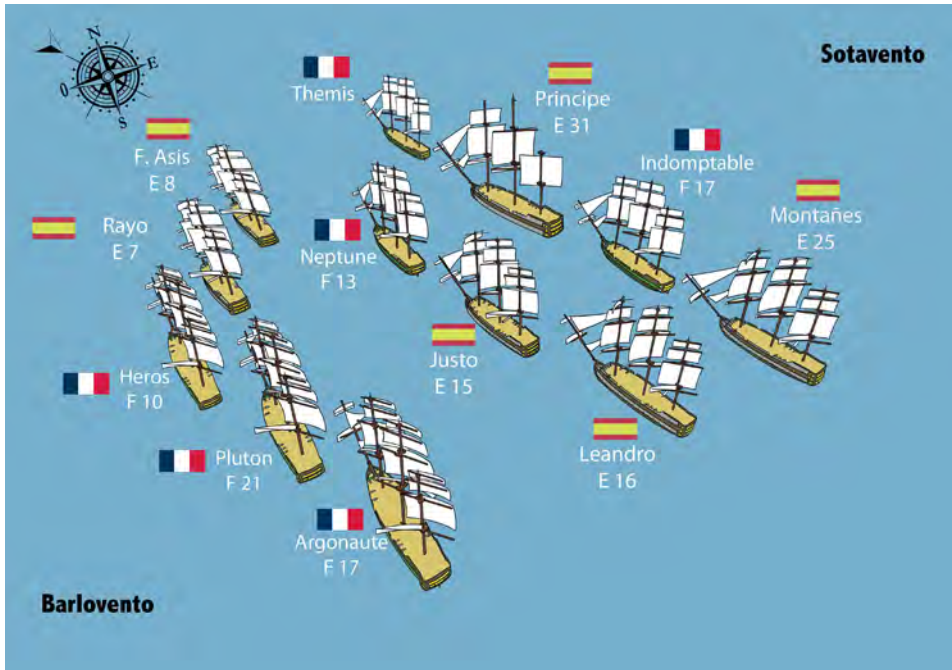 N
E
O
S
Sotavento
Themis
Principe
E 31
F. Asis
E 8
Indomptable
F 17
Montañes
E 25
Rayo
E 7
Neptune
F 13
Justo
E 15
Heros
F 10
Leandro
E 16
Pluton
F 21
Argonaute
F 17
Barlovento